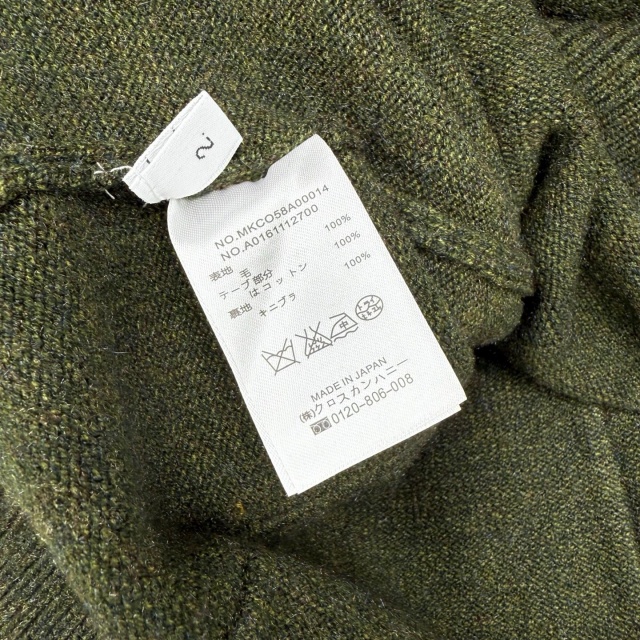 2
NO.MKCO58A00014
NO.A0161112700
表地 毛 100%
テープ部分
はコットン 100%
裏地 キュプラ 100%
中
MADE IN JAPAN
(株)クロスカンパニー
0120-806-008